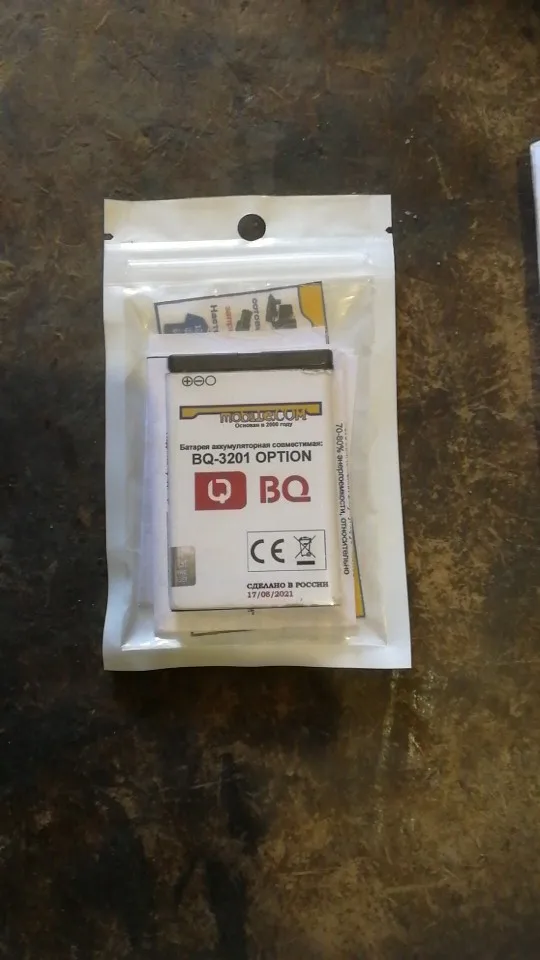 Основан в 2000 году
Батарея аккумуляторная совместимая:
BQ-3201 OPTION
BQ
CE
СДЕЛАНО В РОССИИ
17/08/2021
70-80% энергоемкости, относительно